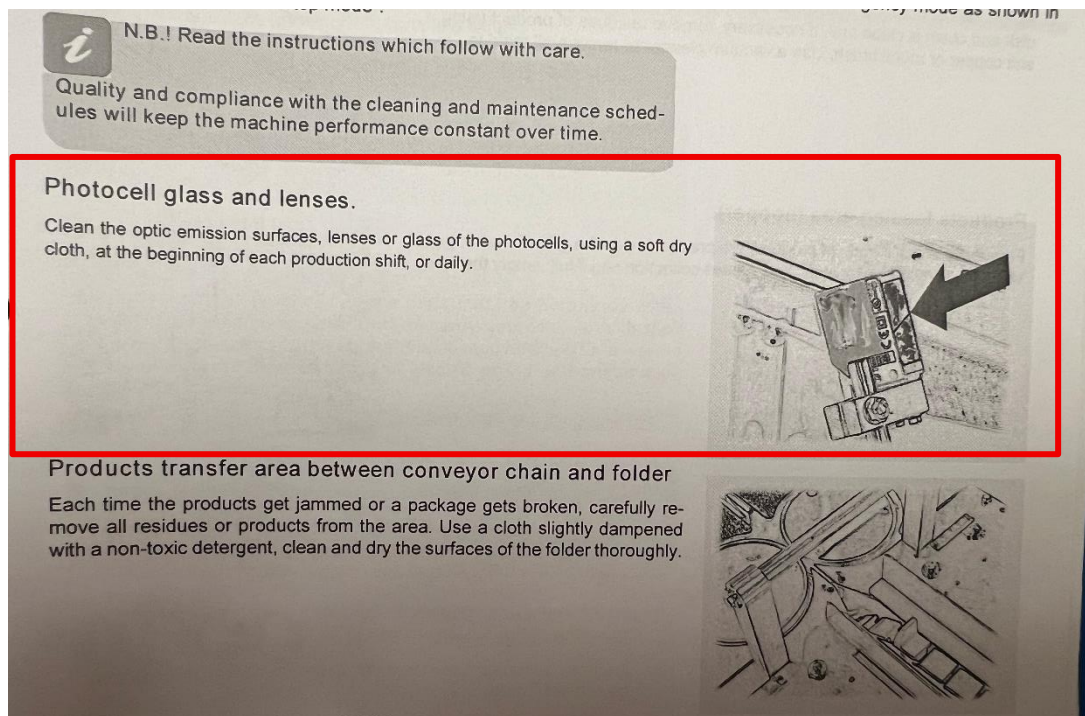 mode as shown in
N.B.! Read the instructions which follow with care.
Quality and compliance with the cleaning and maintenance sched-
ules will keep the machine performance constant over time.
Photocell glass and lenses.
Clean the optic emission surfaces, lenses or glass of the photocells, using a soft dry
cloth, at the beginning of each production shift, or daily.
Products transfer area between conveyor chain and folder
Each time the products get jammed or a package gets broken, carefully re-
move all residues or products from the area. Use a cloth slightly dampened
with a non-toxic detergent, clean and dry the surfaces of the folder thoroughly.